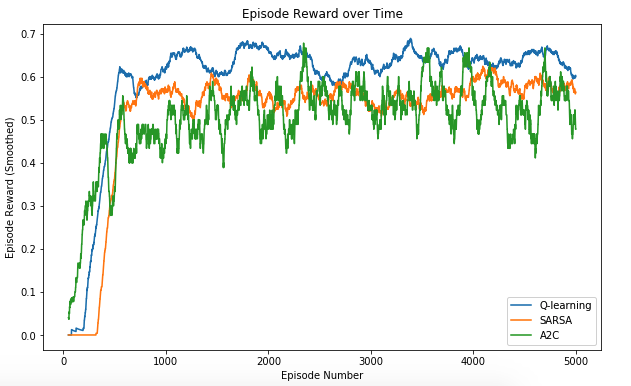 Episode Reward over Time
Episode Reward (Smoothed)
0.7
0.6
0.5
0.4
0.3
0.2
0.1
0.0
0
1000
2000
3000
4000
5000
Episode Number
Q-learning
SARSA
A2C